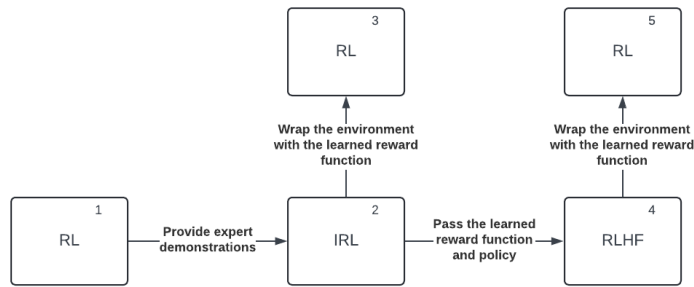 3
RL
5
RL
Wrap the environment
with the learned reward
function
Wrap the environment
with the learned reward
function
1
RL
Provide expert
demonstrations
2
IRL
Pass the learned
reward function
and policy
4
RLHF